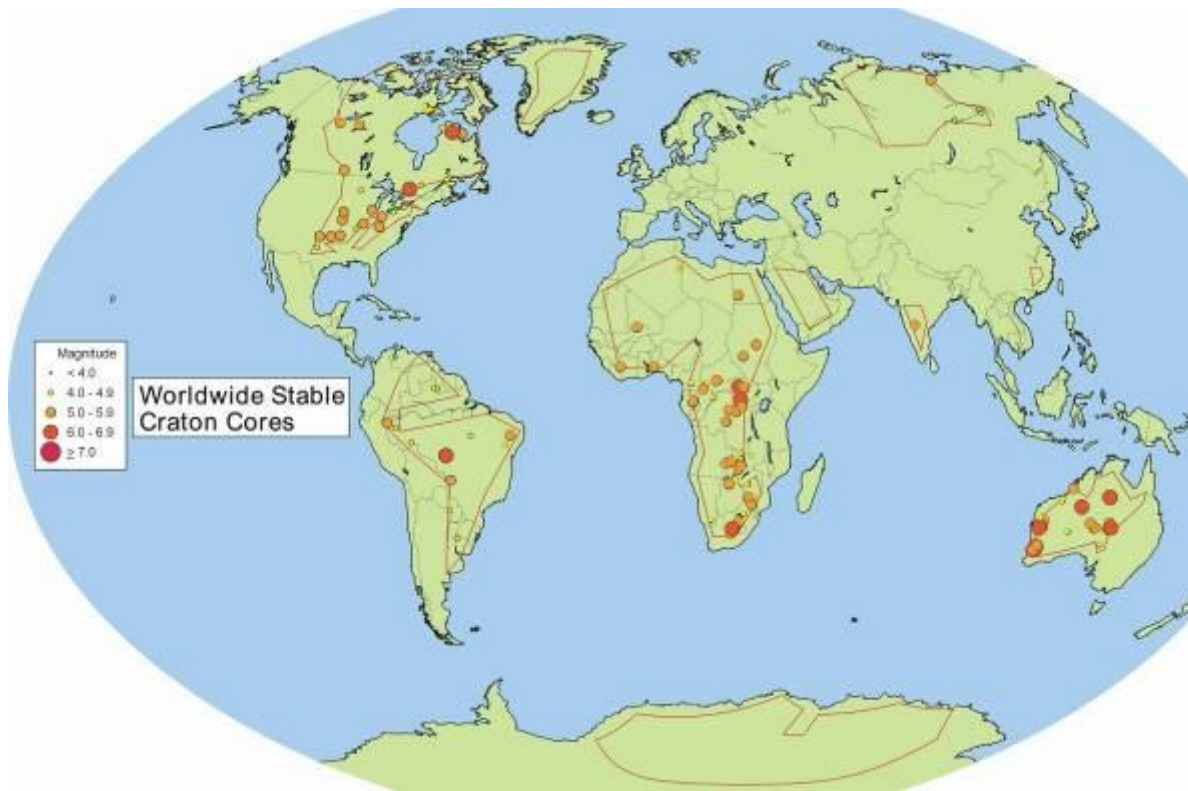 Magnitude
< 4.0
4.0 - 4.9
5.0 - 5.9
6.0 - 6.9
≥ 7.0
Worldwide Stable
Craton Cores